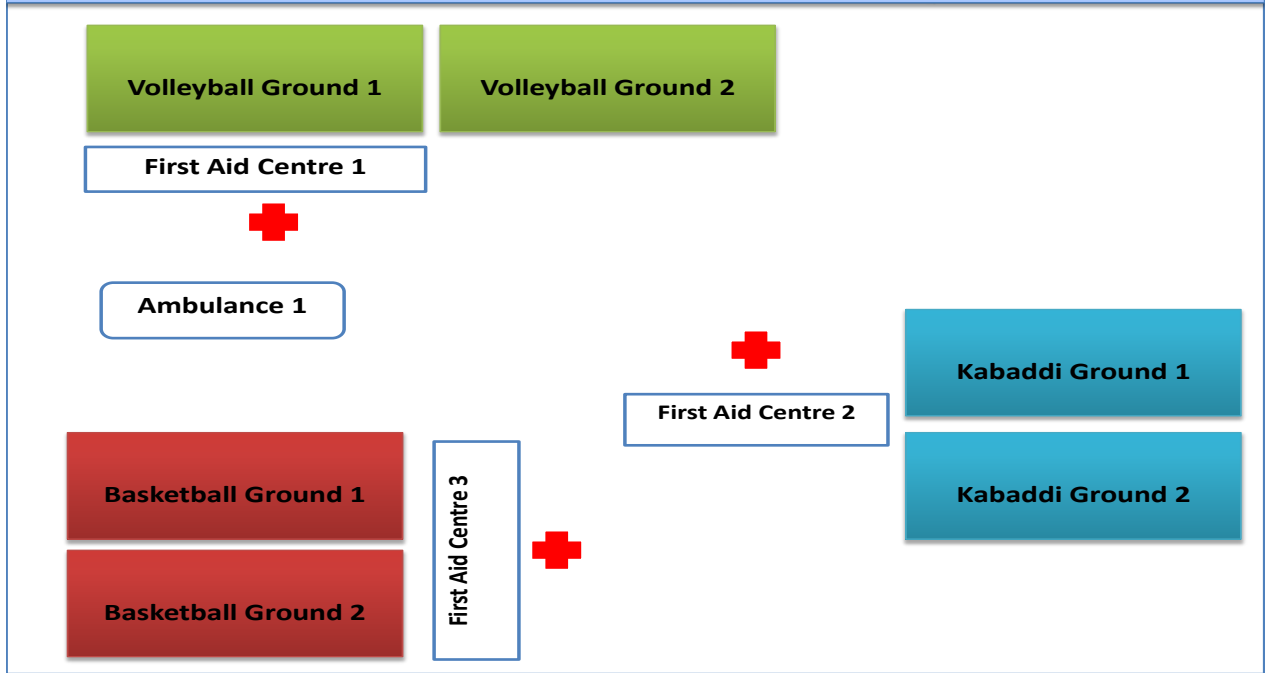 Volleyball Ground 1
Volleyball Ground 2
First Aid Centre 1
Ambulance 1
Kabaddi Ground 1
First Aid Centre 2
Basketball Ground 1
First Aid Centre 3
Kabaddi Ground 2
Basketball Ground 2